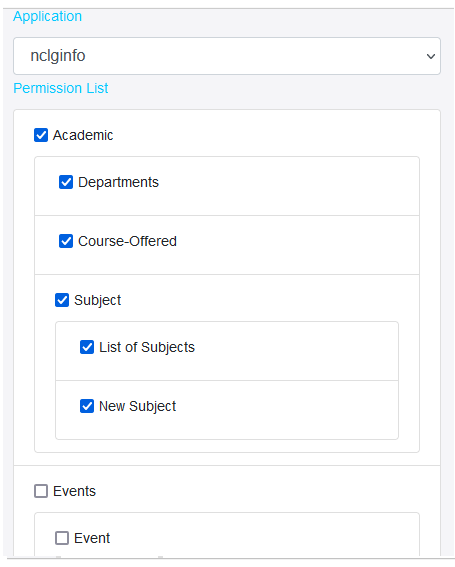 Application
nclginfo
Permission List
Academic
Departments
Course-Offered
Subject
List of Subjects
New Subject
Events
Event